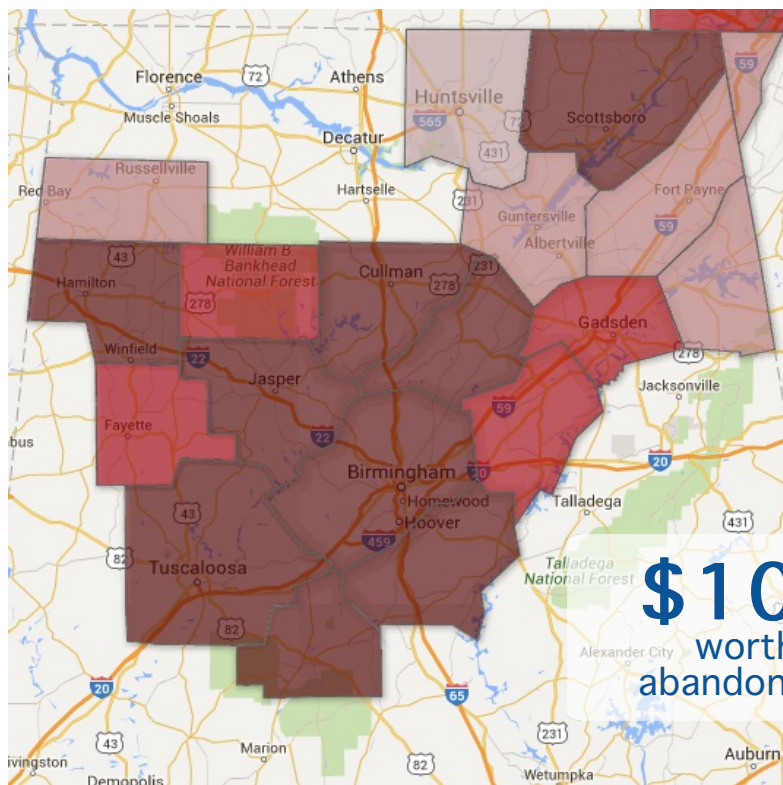 Florence
72
Athens
59
Muscle Shoals
Huntsville
565
72
Scottsboro
Decatur
431
Russellville
Red Bay
Hartselle
231
Fort Payne
Guntersville
59
Albertville
43
William B.
Bankhead
National Forest
Hamilton
Cullman
231
278
278
Gadsden
Winfield
22
278
Jasper
Jacksonville
59
Fayette
22
bus
20
Birmingham
20
Homewood
Talladega
43
Hoover
431
459
82
Tuscaloosa
Talladega
National Forest
$10
worth
abandon
82
Alexander City
20
65
43
231
ivingston
Marion
82
Auburn
Demopolis
Wetumpka